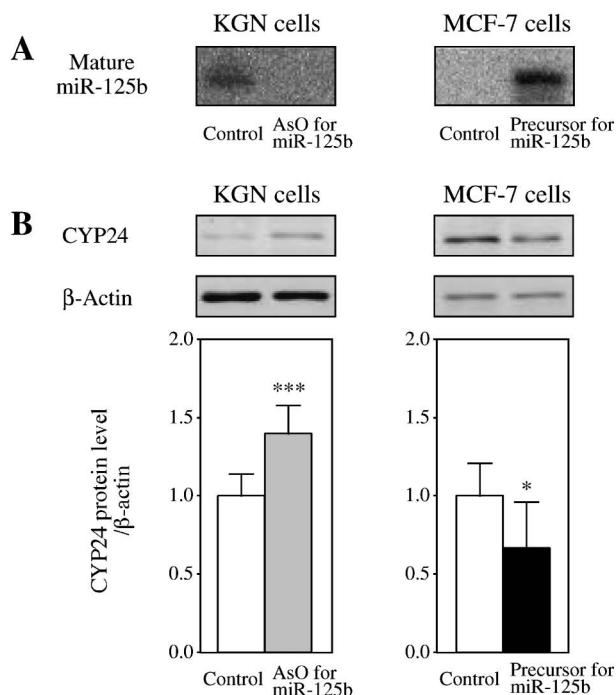 KGN cells
MCF-7 cells
A
Mature
miR-125b
Control
AsO for
miR-125b
Control
Precursor for
miR-125b
KGN cells
MCF-7 cells
B
CYP24
β-Actin
CYP24 protein level
/β-actin
2.0
1.5
1.0
0.5
0.0
***
Control
AsO for
miR-125b
2.0
1.5
1.0
0.5
0.0
*
Control
Precursor for
miR-125b